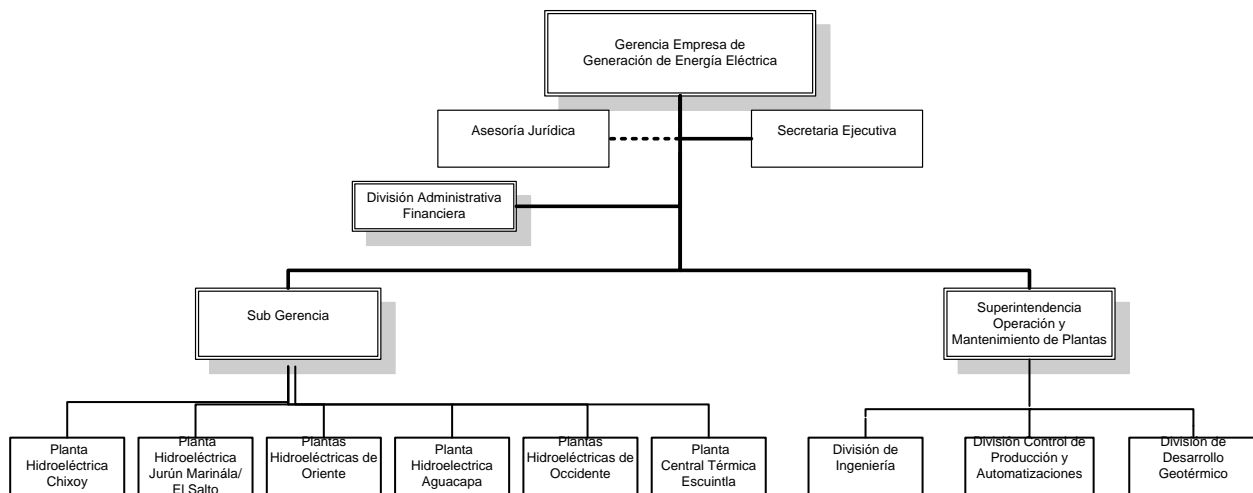 Gerencia Empresa de
Generación de Energía Eléctrica
Asesoría Jurídica
Secretaria Ejecutiva
División Administrativa
Financiera
Sub Gerencia
Superintendencia
Operación y
Mantenimiento de Plantas
Planta
Hidroeléctrica
Chixoy
Planta
Hidroeléctrica
Jurún Marinála/
El Salto
Plantas
Hidroeléctricas de
Oriente
Planta
Hidroelectrica
Aguacapa
Plantas
Hidroeléctricas de
Occidente
Planta
Central Térmica
Escuintla
División de
Ingeniería
División Control de
Producción y
Automatizaciones
División de
Desarrollo
Geotérmico